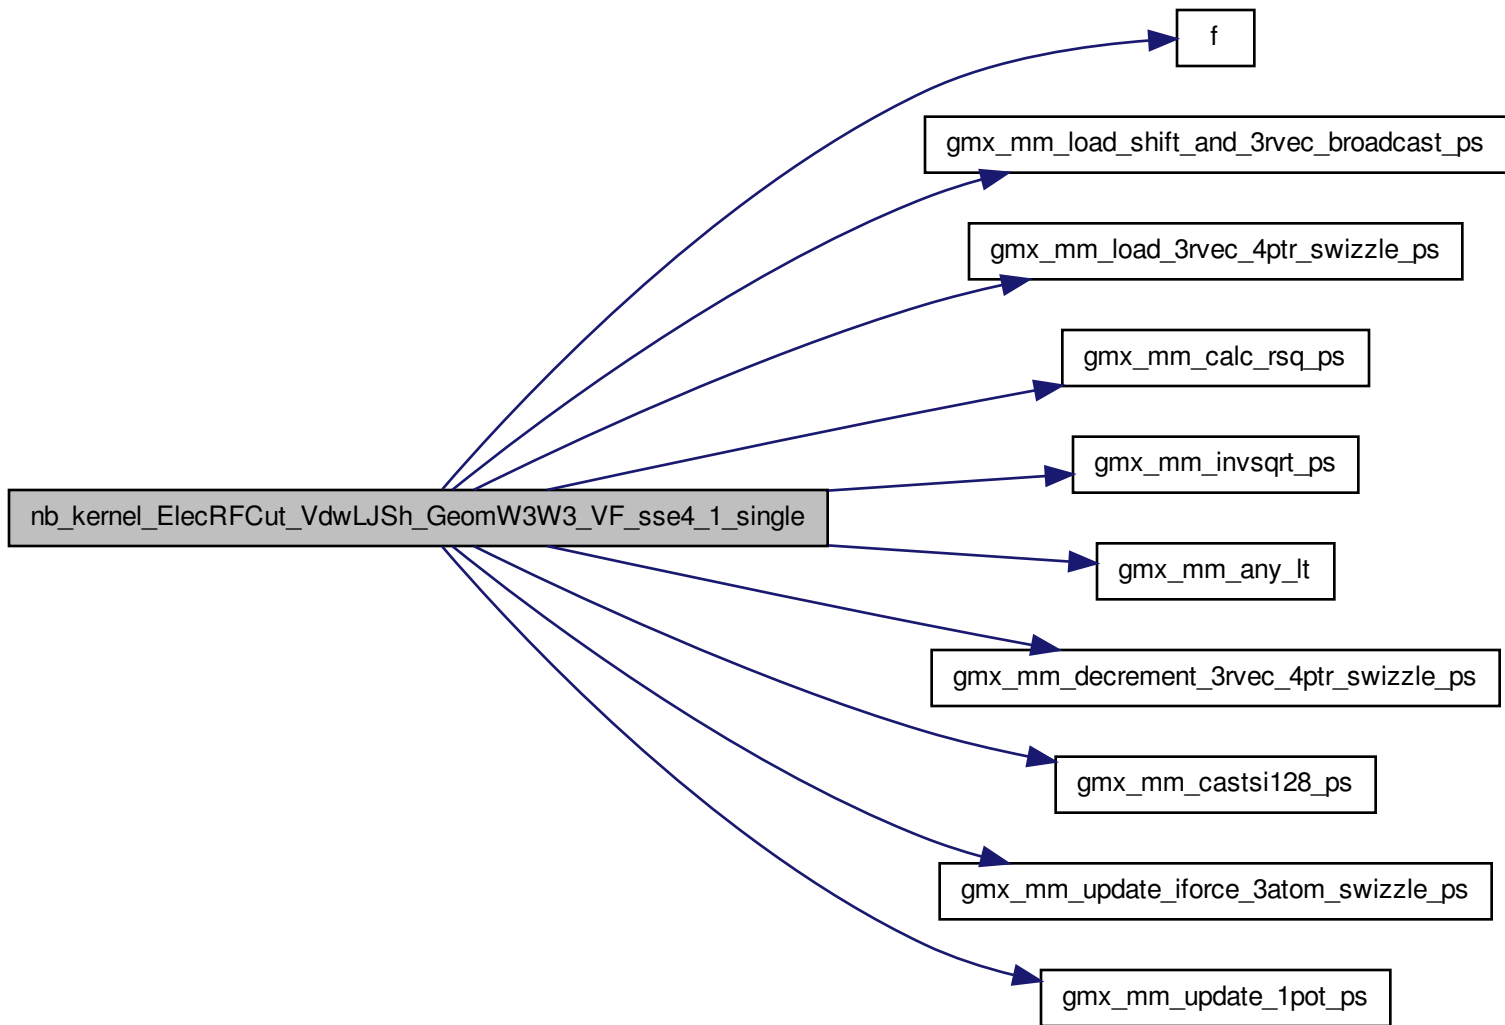 f
gmx_mm_load_shift_and_3rvec_broadcast_ps
gmx_mm_load_3rvec_4ptr_swizzle_ps
gmx_mm_calc_rsq_ps
gmx_mm_invsqrt_ps
nb_kernel_ElecRFCut_VdwLJSh_GeomW3W3_VF_sse4_1_single
gmx_mm_any_lt
gmx_mm_decrement_3rvec_4ptr_swizzle_ps
gmx_mm_castsi128_ps
gmx_mm_update_iforce_3atom_swizzle_ps
gmx_mm_update_1pot_ps